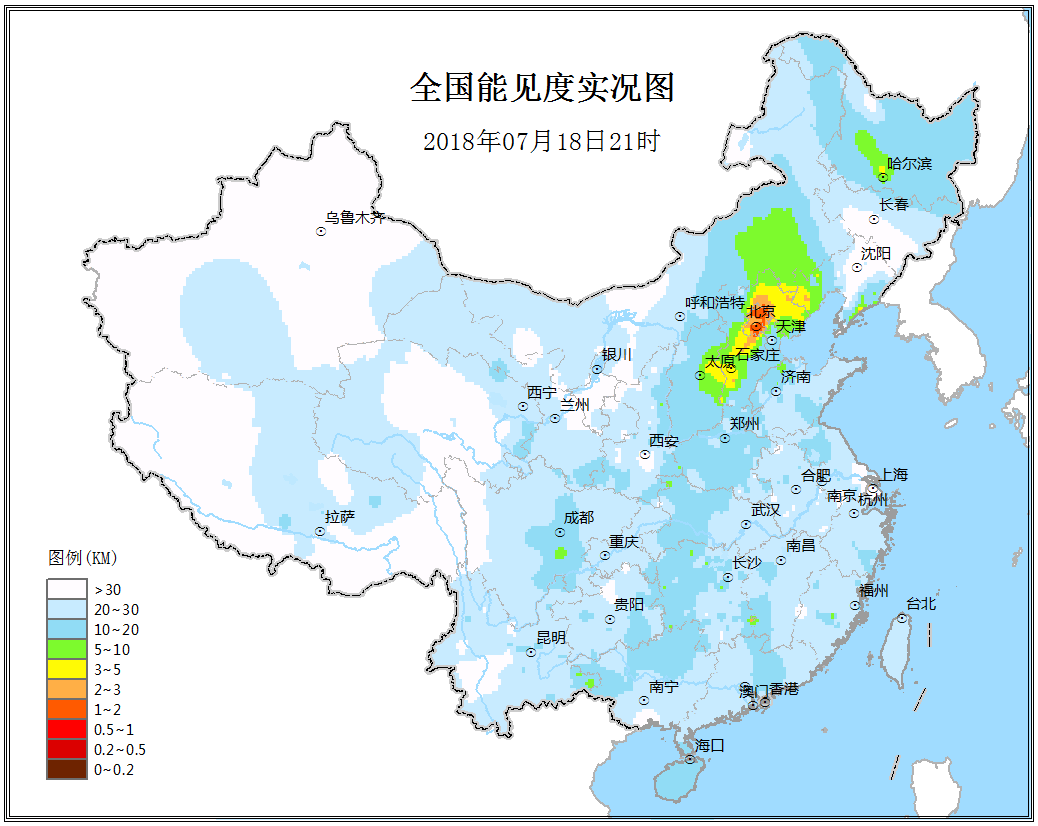 全国能见度实况图
2018年07月18日21时
哈尔滨
长春
乌鲁木齐
沈阳
呼和浩特
北京
天津
银川
太原
石家庄
济南
西宁
兰州
郑州
西安
合肥
上海
南京
杭州
拉萨
成都
武汉
重庆
南昌
长沙
贵阳
福州
台北
昆明
南宁
澳门
香港
海口
图例(KM)
>30
20~30
10~20
5~10
3~5
2~3
1~2
0.5~1
0.2~0.5
0~0.2